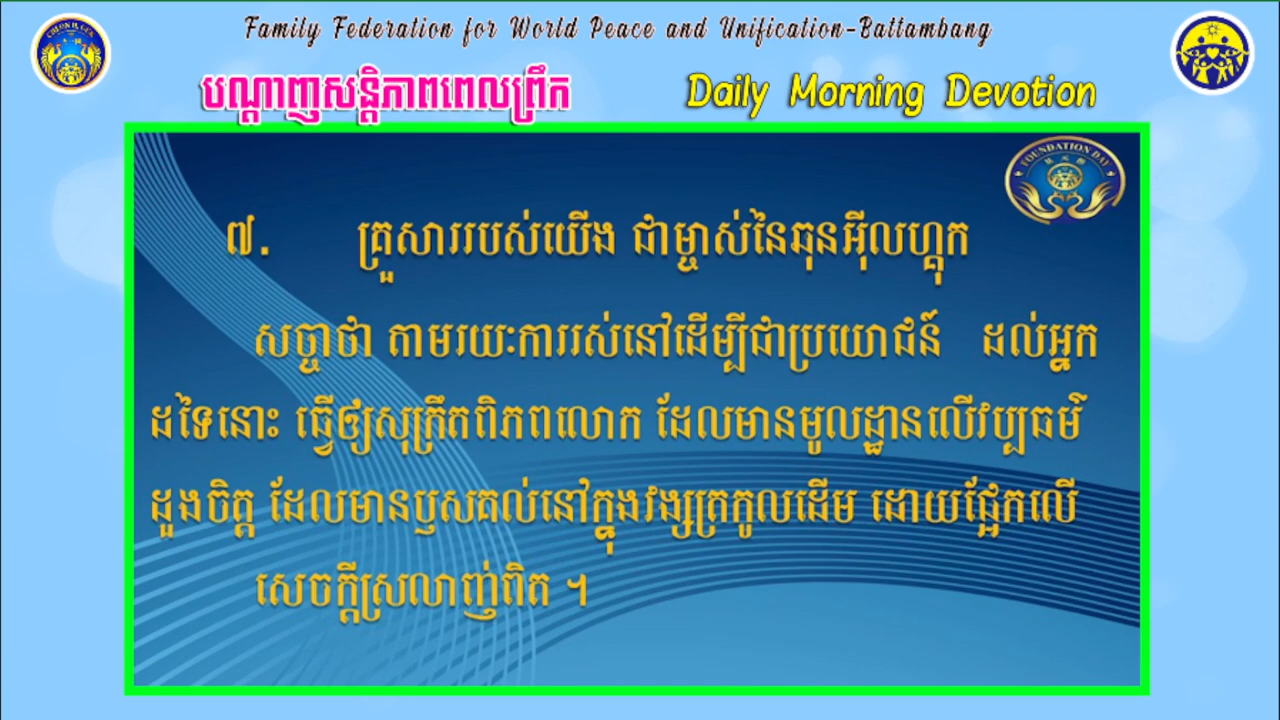 Family Federation for World Peace and Unification-Battambang
បណ្ដាញសន្តិភាពពេលព្រឹក
Daily Morning Devotion
FOUNDATION DAY
៧. គ្រួសាររបស់យើង ជាម្ចាស់នៃឆុនអ៊ីលហ្គុក
សច្ចាថា តាមរយៈការរស់នៅដើម្បីជាប្រយោជន៍ ដល់អ្នក
ដទៃនោះ ធ្វើឲ្យសុក្រឹតពិភពលោក ដែលមានមូលដ្ឋានលើវប្បធម៌
ដួងចិត្ត ដែលមានឫសគល់នៅក្នុងវង្សត្រកូលដើម ដោយផ្អែកលើ
សេចក្ដីស្រលាញ់ពិត ។